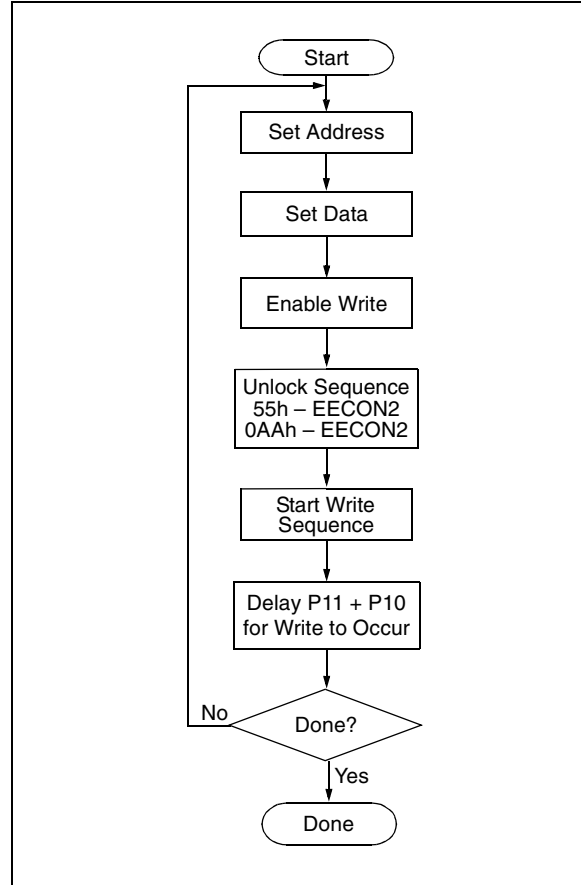 Start
Set Address
Set Data
Enable Write
Unlock Sequence
55h – EECON2
0AAh – EECON2
Start Write
Sequence
Delay P11 + P10
for Write to Occur
No
Done?
Yes
Done